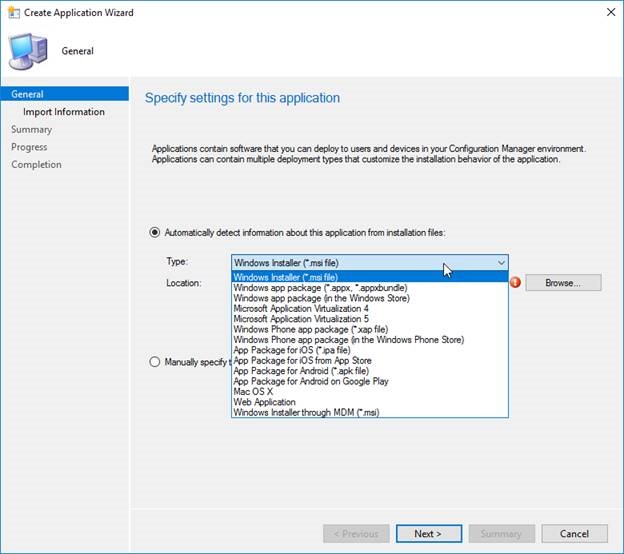 Create Application Wizard
General
General
Import Information
Summary
Progress
Completion
Specify settings for this application
Applications contain software that you can deploy to users and devices in your Configuration Manager environment.
Applications can contain multiple deployment types that customize the installation behavior of the application.
Automatically detect information about this application from installation files:
Type:
Windows Installer (*.msi file)
Location:
Browse...
Windows Installer (*.msi file)
Windows app package (*.appx, *.appxbundle)
Windows app package (in the Windows Store)
Microsoft Application Virtualization 4
Microsoft Application Virtualization 5
Windows Phone app package (*.xap file)
Windows Phone app package (in the Windows Phone Store)
App Package for iOS (*.ipa file)
App Package for iOS from App Store
App Package for Android (*.apk file)
App Package for Android on Google Play
Mac OS X
Web Application
Windows Installer through MDM (*.msi)
Manually specify t
< Previous
Next >
Summary
Cancel